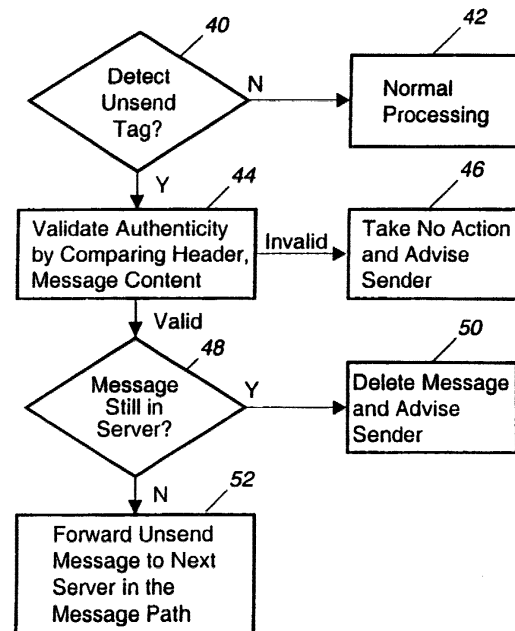 40
Detect
Unsend
Tag?
N
42
Normal
Processing
Y
44
Validate Authenticity
by Comparing Header,
Message Content
Invalid
46
Take No Action
and Advise
Sender
Valid
48
Message
Still in
Server?
Y
50
Delete Message
and Advise
Sender
N
52
Forward Unsend
Message to Next
Server in the
Message Path